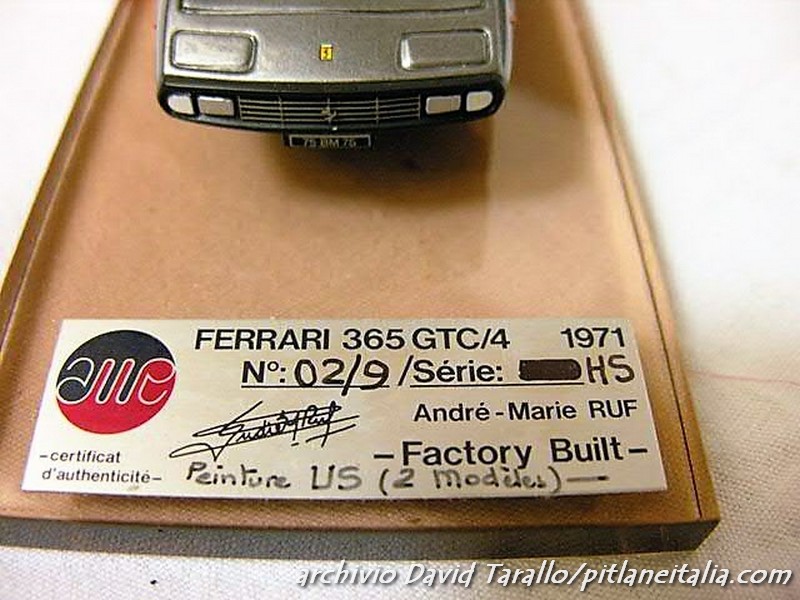 75 BM 75
FERRARI 365 GTC/4 1971
N°: 02/9 /Série: HS
André-Marie RUF
-certificat
d'authenticité-
-Factory Built-
Peinture US (2 Modèles)—
archivio David Tarallo/pitlaneitalia.com